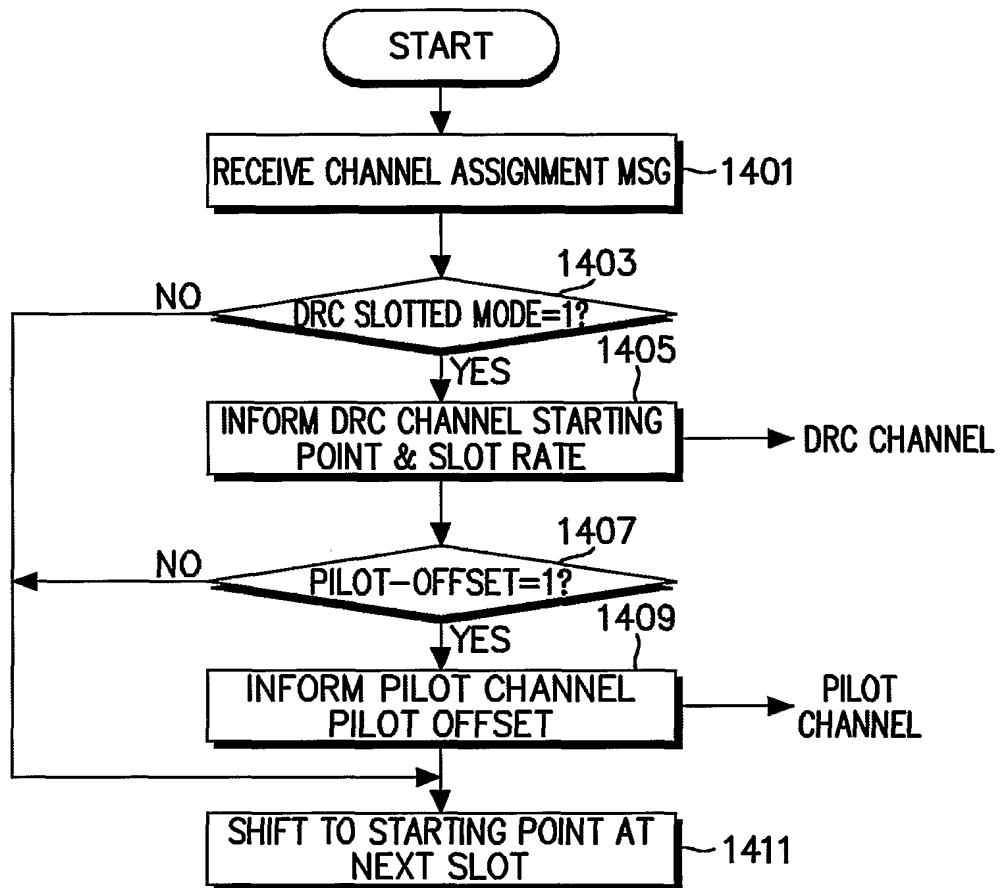 START
RECEIVE CHANNEL ASSIGNMENT MSG
1401
1403
NO
DRC SLOTTED MODE=1?
1405
YES
INFORM DRC CHANNEL STARTING
POINT & SLOT RATE
DRC CHANNEL
1407
NO
PILOT-OFFSET=1?
1409
YES
INFORM PILOT CHANNEL
PILOT OFFSET
PILOT
CHANNEL
SHIFT TO STARTING POINT AT
NEXT SLOT
1411